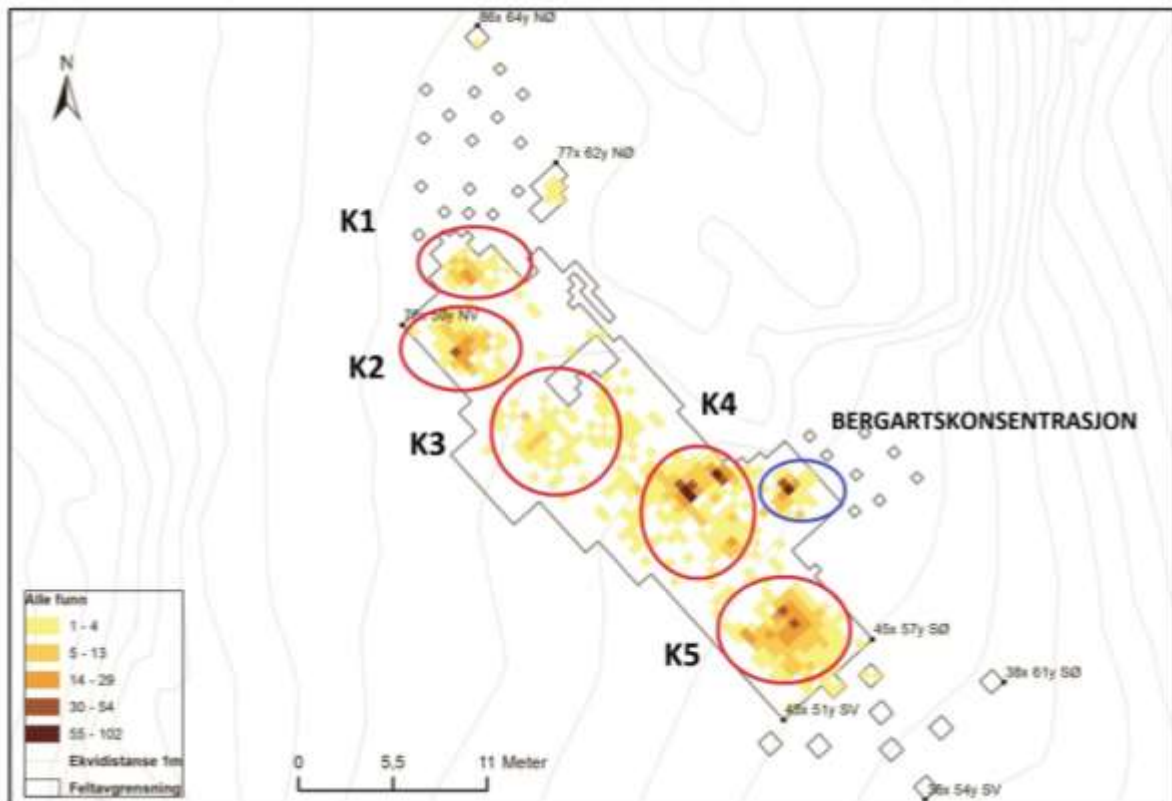 86x 64y NØ
N
77x 62y NØ
K1
K2
K4
BERGARTSKONSENTRASJON
K3
45x 57y SØ
K5
38x 61y SØ
51y SV
54y SV
Alle funn
1 - 4
5 - 13
14 - 29
30 - 54
55 - 102
Ekvidistanse 1m
Feltavgrensning
0 5,5 11 Meter